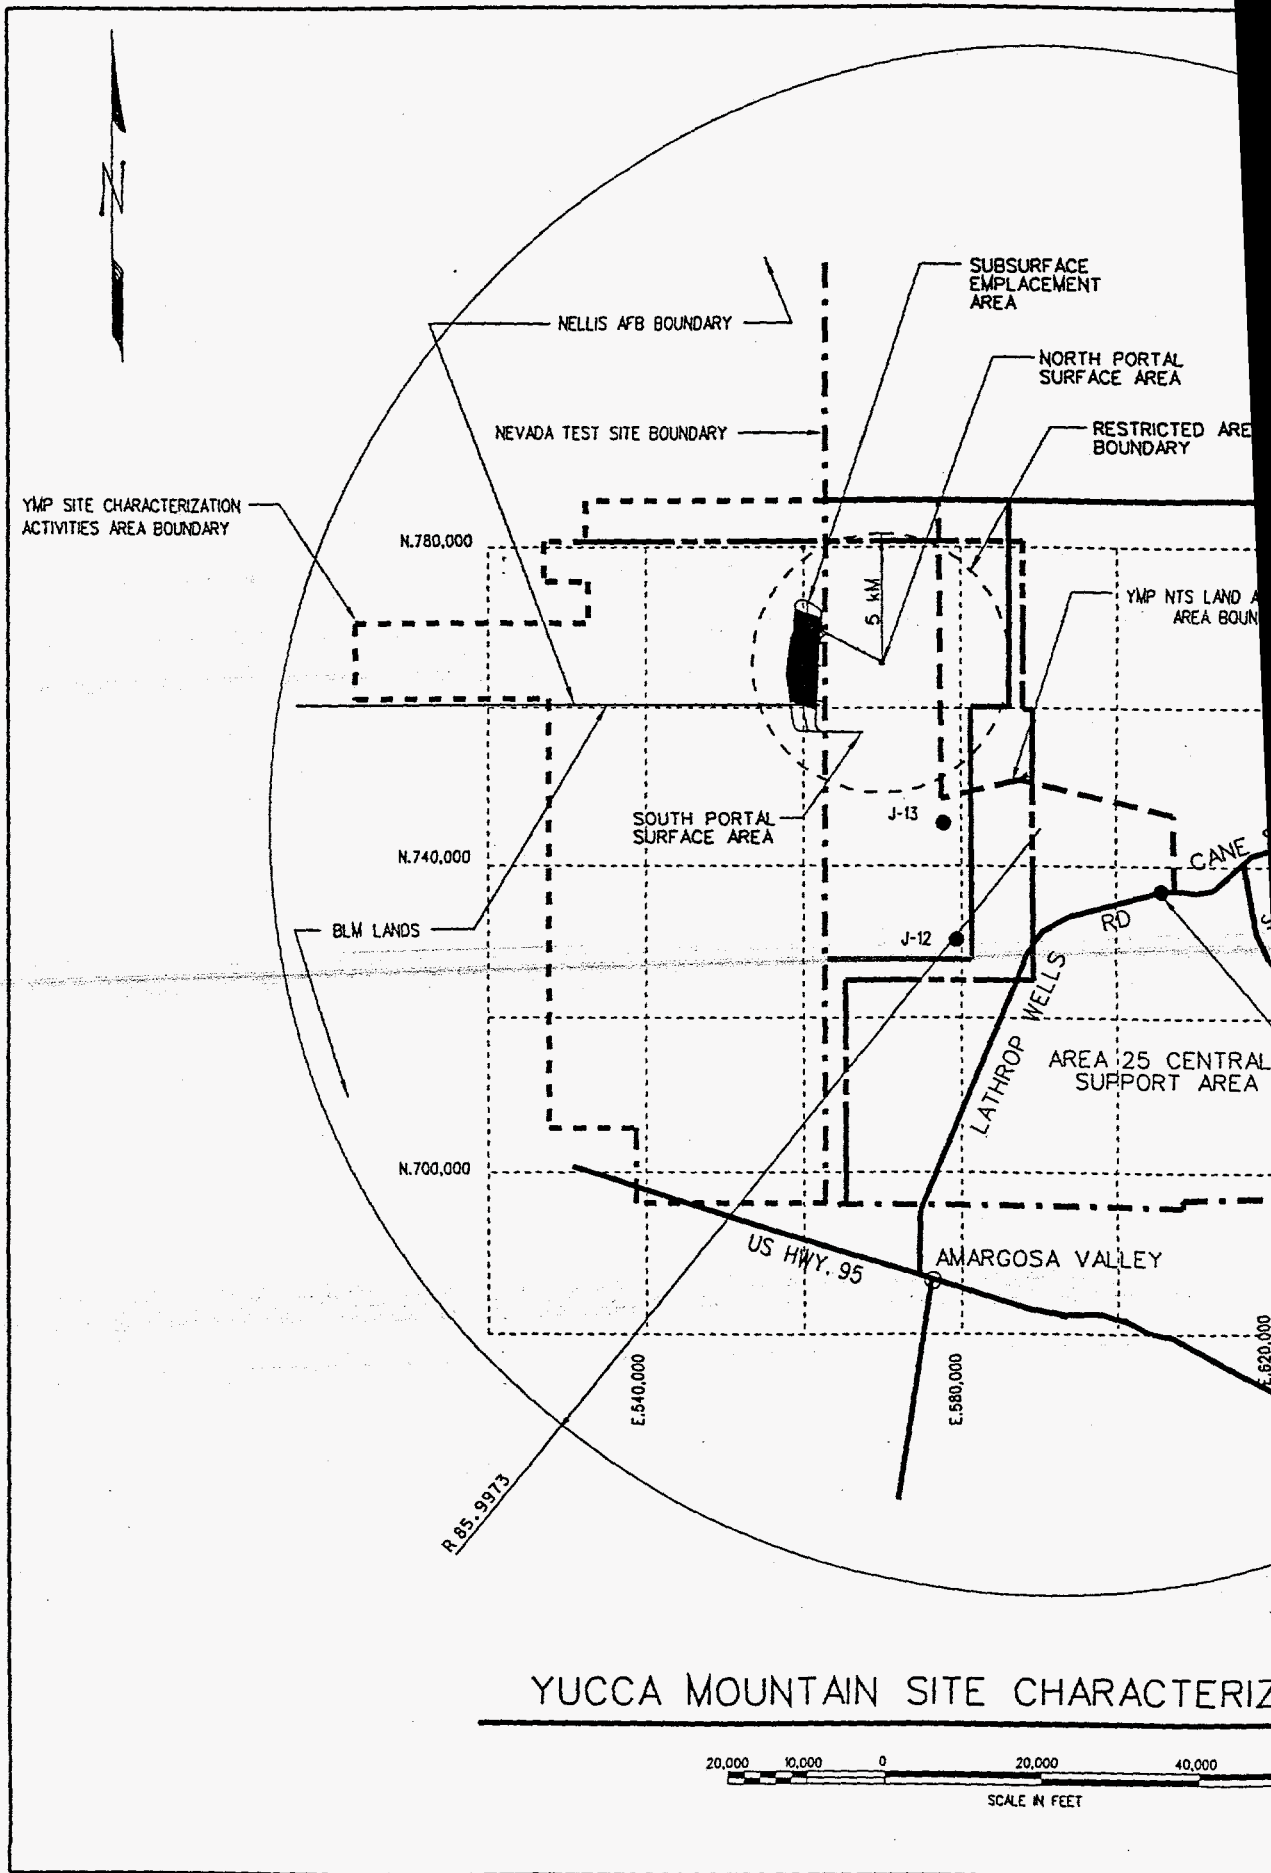 N
SUBSURFACE
EMPLACEMENT
AREA
NELLIS AFB BOUNDARY
NORTH PORTAL
SURFACE AREA
NEVADA TEST SITE BOUNDARY
RESTRICTED ARE
BOUNDARY
YMP SITE CHARACTERIZATION
ACTIVITIES AREA BOUNDARY
N.780,000
5 kM
YMP NTS LAND A
AREA BOUN
SOUTH PORTAL
SURFACE AREA
J-13
N.740,000
CANE
RD
BLM LANDS
J-12
LATHROP WELLS
AREA 25 CENTRAL
SUPPORT AREA
N.700,000
US HWY. 95
AMARGOSA VALLEY
E.540,000
E.580,000
E.620,000
R 85.9973
YUCCA MOUNTAIN SITE CHARACTERIZ
20,000 10,000 0 20,000 40,000
SCALE IN FEET